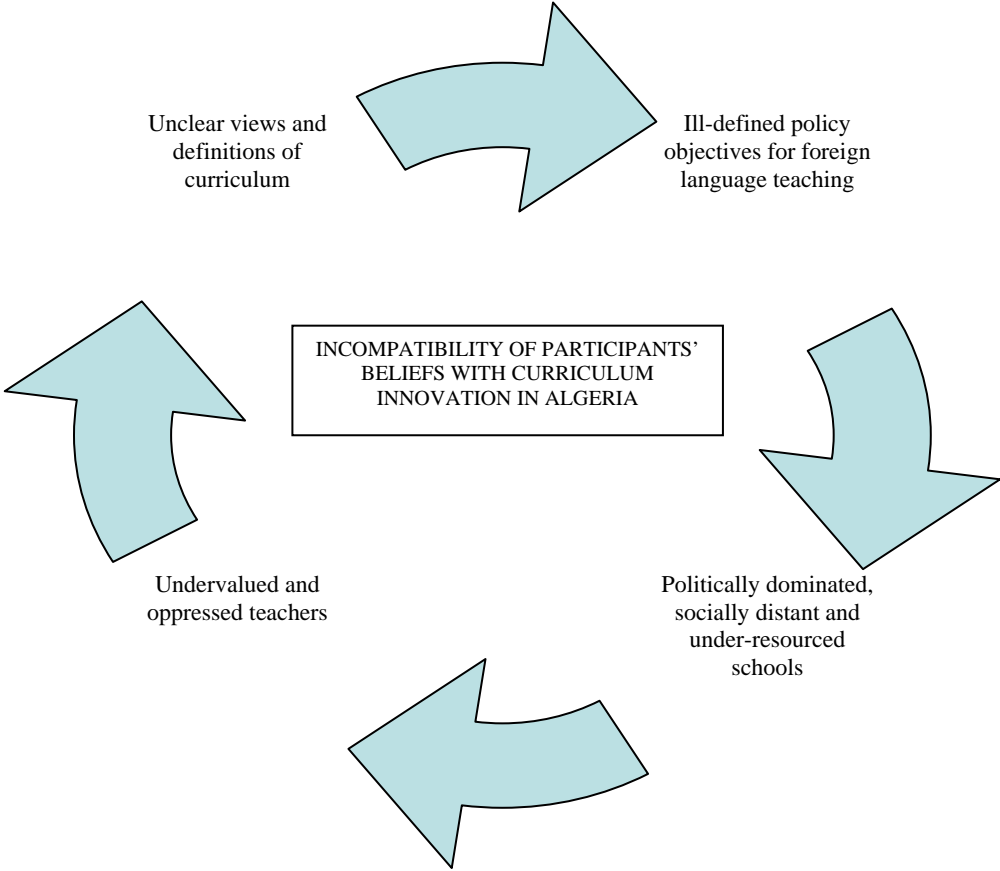 Unclear views and
definitions of
curriculum
Ill-defined policy
objectives for foreign
language teaching
INCOMPATIBILITY OF PARTICIPANTS’
BELIEFS WITH CURRICULUM
INNOVATION IN ALGERIA
Undervalued and
oppressed teachers
Politically dominated,
socially distant and
under-resourced
schools